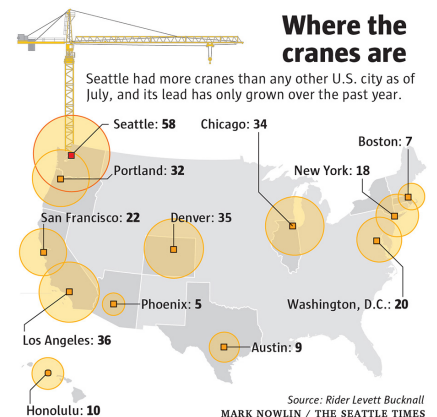 Where the
cranes are
Seattle had more cranes than any other U.S. city as of
July, and its lead has only grown over the past year.
Seattle: 58
Chicago: 34
Boston: 7
Portland: 32
New York: 18
San Francisco: 22
Denver: 35
Phoenix: 5
Washington, D.C.: 20
Los Angeles: 36
Austin: 9
Honolulu: 10
Source: Rider Levett Bucknall
MARK NOWLIN / THE SEATTLE TIMES